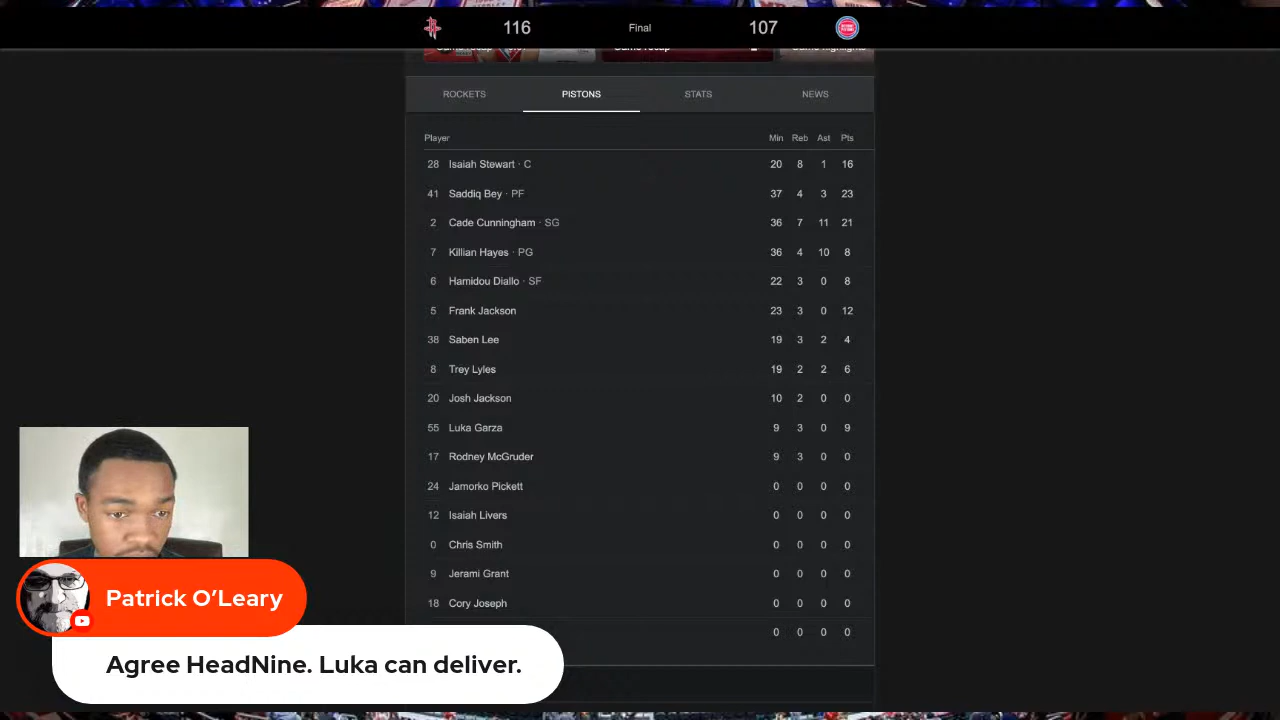 116 Final 107
Game recap
Game recap
Game highlights
ROCKETS PISTONS STATS NEWS
Player Min Reb Ast Pts
28 Isaiah Stewart · C 20 8 1 16
41 Saddiq Bey · PF 37 4 3 23
2 Cade Cunningham · SG 36 7 11 21
7 Killian Hayes · PG 36 4 10 8
6 Hamidou Diallo · SF 22 3 0 8
5 Frank Jackson 23 3 0 12
38 Saben Lee 19 3 2 4
8 Trey Lyles 19 2 2 6
20 Josh Jackson 10 2 0 0
55 Luka Garza 9 3 0 9
17 Rodney McGruder 9 3 0 0
24 Jamorko Pickett 0 0 0 0
12 Isaiah Livers 0 0 0 0
0 Chris Smith 0 0 0 0
9 Jerami Grant 0 0 0 0
18 Cory Joseph 0 0 0 0
0 0 0 0
Patrick O’Leary
Agree HeadNine. Luka can deliver.